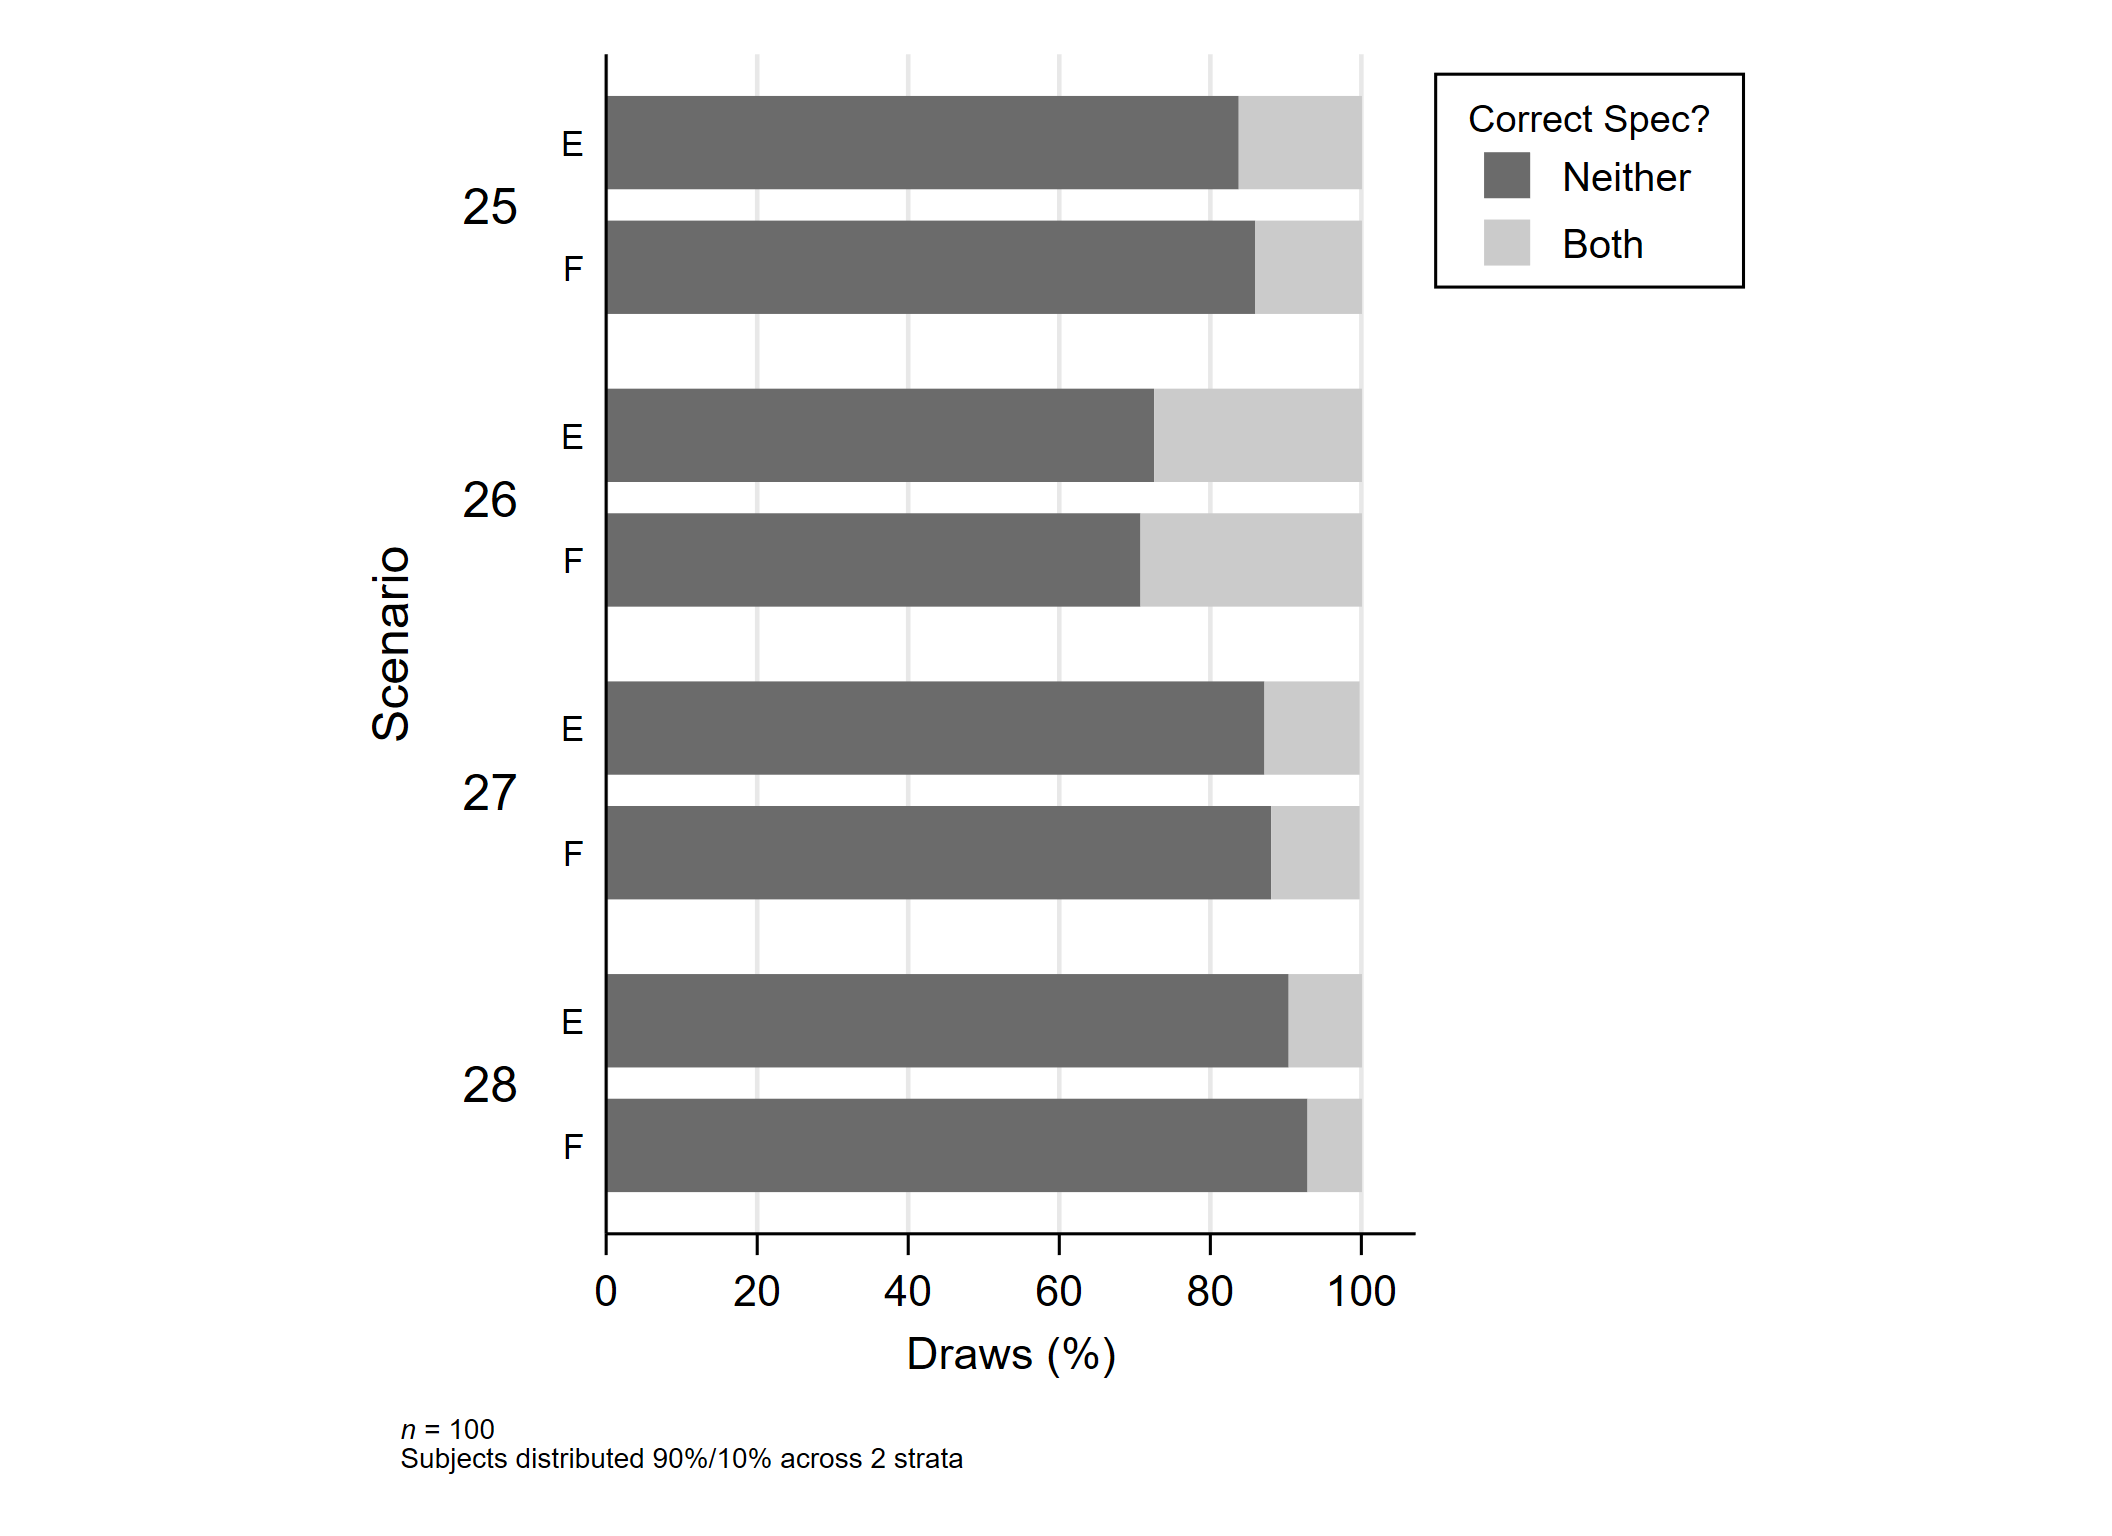 Correct Spec?
Neither
Both
Scenario
25
E
F
26
E
F
27
E
F
28
E
F
0 20 40 60 80 100
Draws (%)
n = 100
Subjects distributed 90%/10% across 2 strata